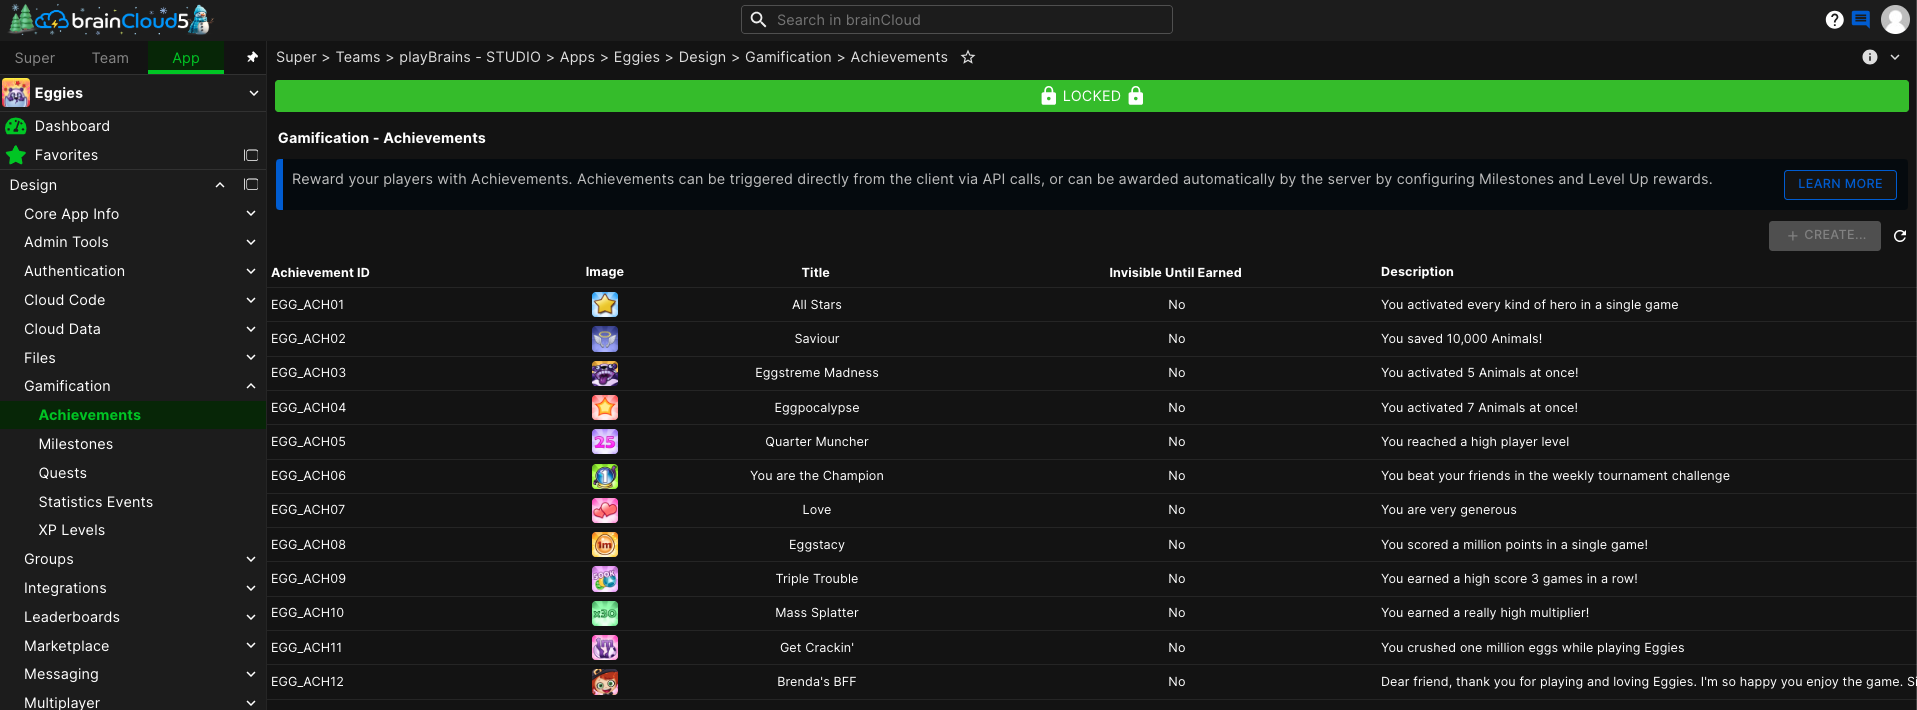 brainCloud5
Search in brainCloud
Super Team App
Super > Teams > playBrains - STUDIO > Apps > Eggies > Design > Gamification > Achievements
Eggies
LOCKED
Dashboard
Favorites
Design
Core App Info
Admin Tools
Authentication
Cloud Code
Cloud Data
Files
Gamification
Achievements
Milestones
Quests
Statistics Events
XP Levels
Groups
Integrations
Leaderboards
Marketplace
Messaging
Multiplayer
Gamification - Achievements
Reward your players with Achievements. Achievements can be triggered directly from the client via API calls, or can be awarded automatically by the server by configuring Milestones and Level Up rewards.
LEARN MORE
+ CREATE...
Achievement ID Image Title Invisible Until Earned Description
EGG_ACH01 All Stars No You activated every kind of hero in a single game
EGG_ACH02 Saviour No You saved 10,000 Animals!
EGG_ACH03 Eggstreme Madness No You activated 5 Animals at once!
EGG_ACH04 Eggpocalypse No You activated 7 Animals at once!
EGG_ACH05 25 Quarter Muncher No You reached a high player level
EGG_ACH06 1 You are the Champion No You beat your friends in the weekly tournament challenge
EGG_ACH07 Love No You are very generous
EGG_ACH08 1m Eggstacy No You scored a million points in a single game!
EGG_ACH09 Triple Trouble No You earned a high score 3 games in a row!
EGG_ACH10 x30 Mass Splatter No You earned a really high multiplier!
EGG_ACH11 1m Get Crackin' No You crushed one million eggs while playing Eggies
EGG_ACH12 Brenda's BFF No Dear friend, thank you for playing and loving Eggies. I'm so happy you enjoy the game. Si